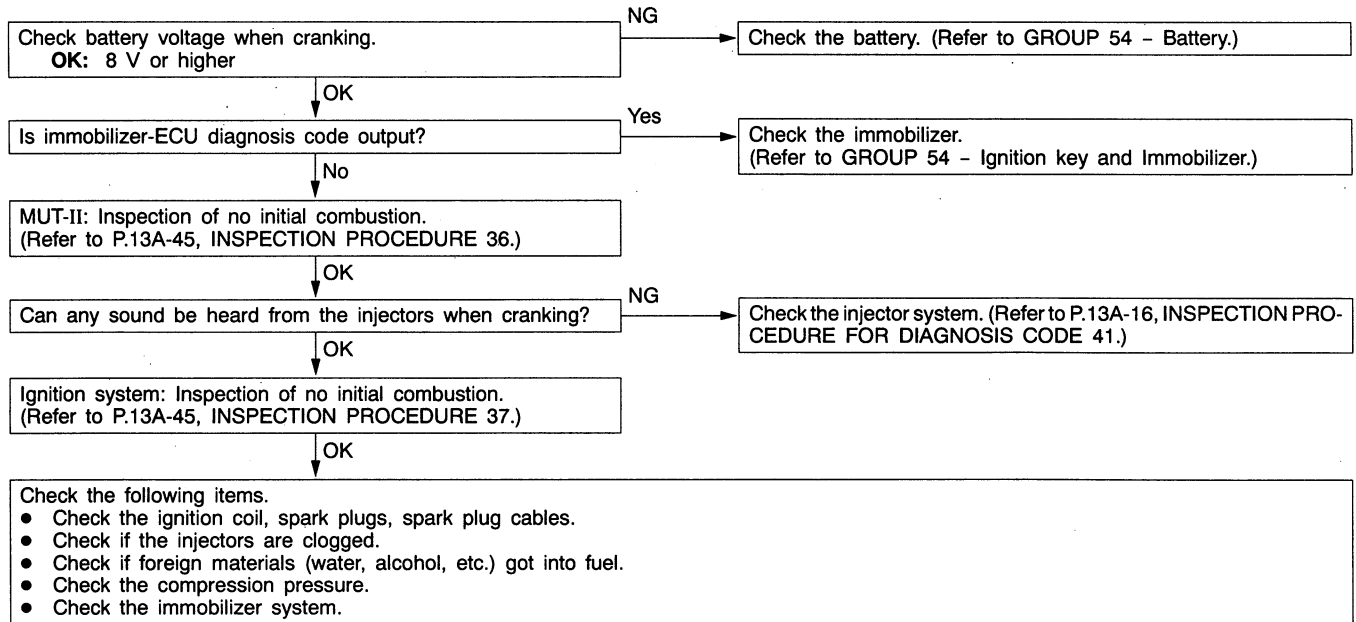 NG
Check battery voltage when cranking.
OK: 8 V or higher
Check the battery. (Refer to GROUP 54 – Battery.)
OK
Yes
Is immobilizer-ECU diagnosis code output?
Check the immobilizer.
(Refer to GROUP 54 – Ignition key and Immobilizer.)
No
MUT-II: Inspection of no initial combustion.
(Refer to P.13A-45, INSPECTION PROCEDURE 36.)
OK
NG
Can any sound be heard from the injectors when cranking?
Check the injector system. (Refer to P.13A-16, INSPECTION PRO-
CEDURE FOR DIAGNOSIS CODE 41.)
OK
Ignition system: Inspection of no initial combustion.
(Refer to P.13A-45, INSPECTION PROCEDURE 37.)
OK
Check the following items.
● Check the ignition coil, spark plugs, spark plug cables.
● Check if the injectors are clogged.
● Check if foreign materials (water, alcohol, etc.) got into fuel.
● Check the compression pressure.
● Check the immobilizer system.